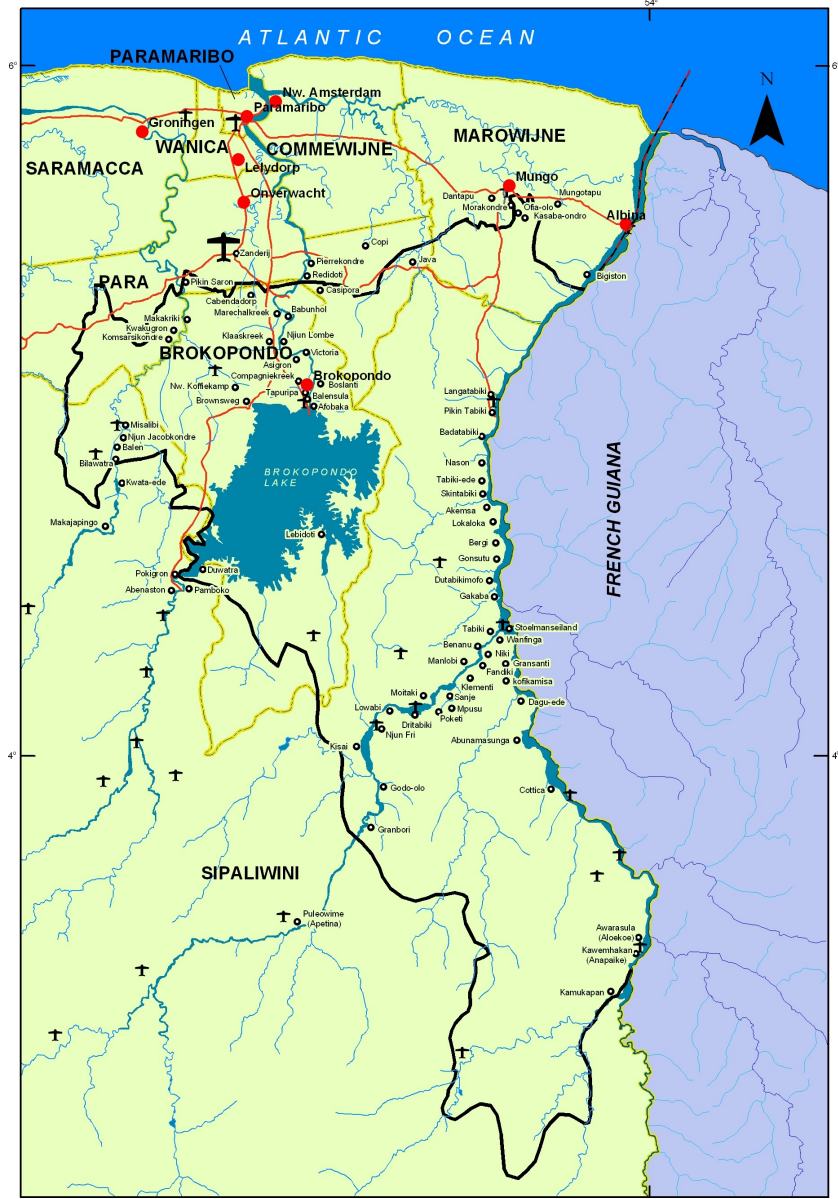 54°
ATLANTIC OCEAN
PARAMARIBO
6°
6
N
Nw. Amsterdam
Paramaribo
Groningen
MAROWIJNE
WANICA
COMMEWIJNE
SARAMACCA
Lelydorp
Mungo
Onverwacht
Dantapu
Mungotapu
Morakondre
Ofia-olo
Kasaba-ondro
Albina
Copi
Zanderij
Pierrekondre
Java
Redidoti
Bigiston
PARA
Pikin Saron
Casipora
Cabendadorp
Marechalkreek
Babunhol
Makakriki
Kwakugron
Komsarsikondre
Klaaskreek
Njun Lombe
BROKOPONDO
Victoria
Asigron
Compagniekreek
Brokopondo
Nw. Koffiekamp
Boslanti
Tapuripa
Balensula
Brownsweg
Afobaka
Langatabiki
Pikin Tabiki
Misalibi
Njun Jacobkondre
Balen
Bilawatra
Badatabiki
Nason
BROKOPONDO
LAKE
Kwata-ede
Tabiki-ede
Skintabiki
FRENCH GUIANA
Akemsa
Makajapingo
Lokaloka
Lebidoti
Bergi
Gonsutu
Pokigron
Duwatra
Dutabikimofo
Abenaston
Pamboko
Gakaba
Tabiki
Stoelmanseiland
Wanfinga
Benanu
Niki
Manlobi
Gransanti
Fandiki
Klementi
kofikamisa
Moitaki
Sanje
Lowabi
Mpusu
Dagu-ede
Dritabiki
Poketi
Njun Fri
Kisai
Abunamasunga
4°
4
Godo-olo
Cottica
Granbori
SIPALIWINI
Puleowime
(Apetina)
Awarasula
(Aloekoe)
Kawemhakan
(Anapaike)
Kamukapan